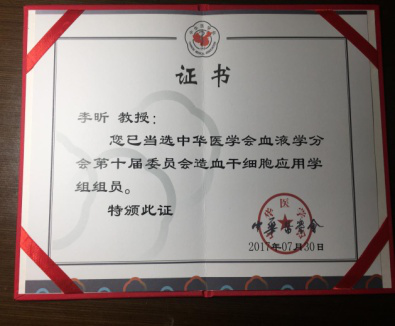 证书
李昕 教授：
您已当选中华医学会血液学分
会第十届委员会造血干细胞应用学
组组员。
特颁此证
中华医学会
2017年07月30日